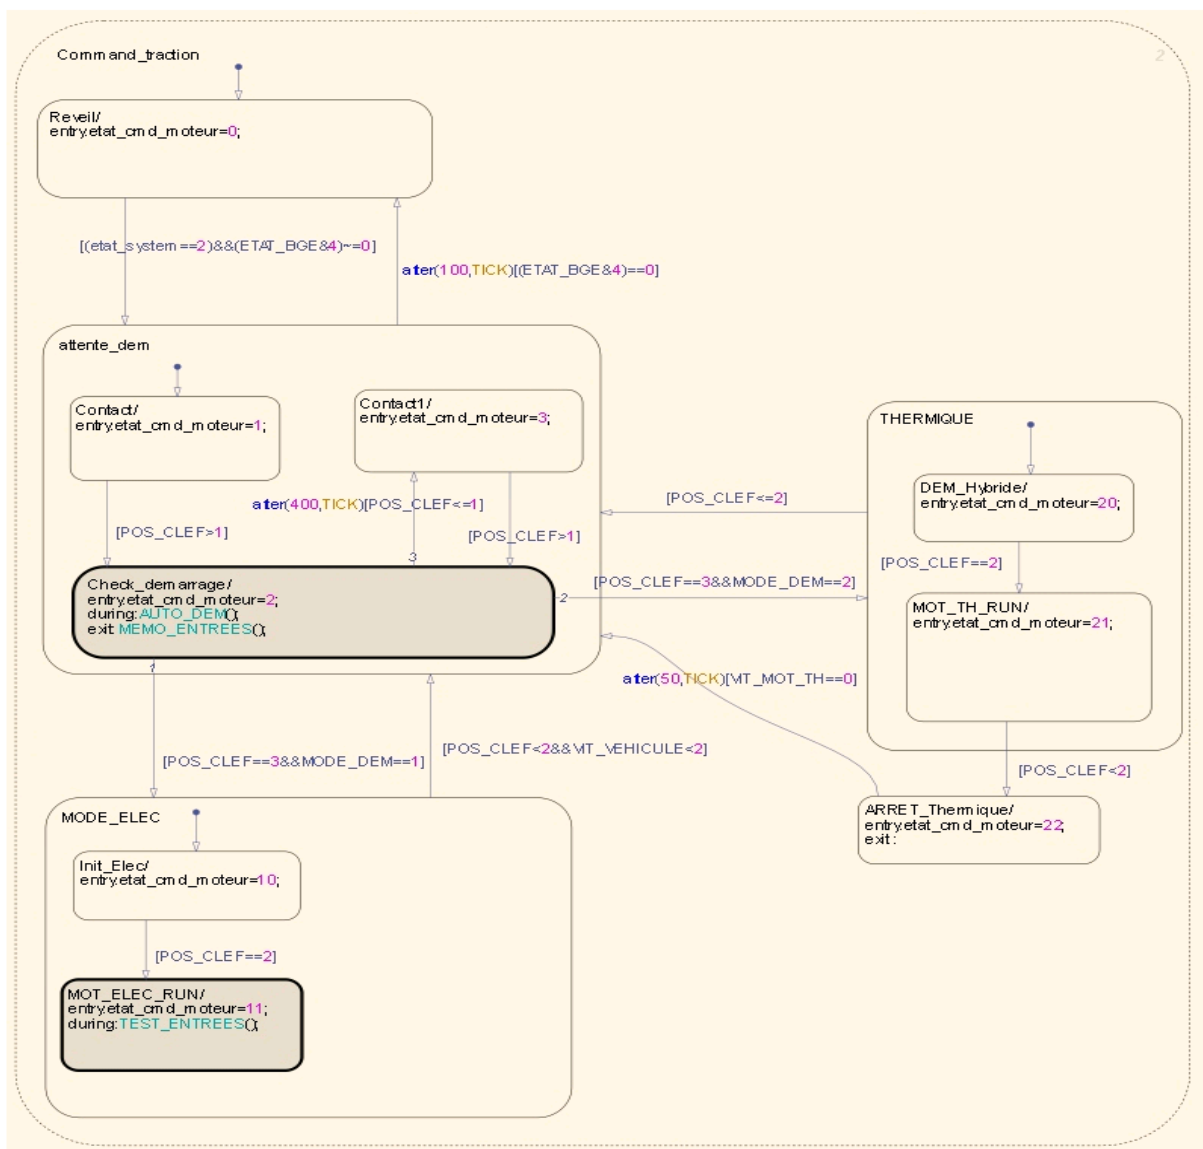 Command_traction
2
Reveil/
entry:etat_cmd_moteur=0;
[(etat_system==2)&&(ETAT_BGE&4)~=0]
after(100,TICK)[(ETAT_BGE&4)==0]
attente_dem
Contact/
entry:etat_cmd_moteur=1;
Contact1/
entry:etat_cmd_moteur=3;
THERMIQUE
DEM_Hybride/
entry:etat_cmd_moteur=20;
after(400,TICK)[POS_CLEF<=1]
[POS_CLEF<=2]
[POS_CLEF>1]
[POS_CLEF>1]
3
[POS_CLEF==2]
Check_demarrage/
entry:etat_cmd_moteur=2;
during:AUTO_DEM();
exit:MEMO_ENTREES();
[POS_CLEF==3&&MODE_DEM==2]
2
MOT_TH_RUN/
entry:etat_cmd_moteur=21;
1
after(50,TICK)[VIT_MOT_TH==0]
[POS_CLEF==3&&MODE_DEM==1]
[POS_CLEF<2&&VIT_VEHICULE<2]
[POS_CLEF<2]
MODE_ELEC
ARRET_Thermique/
entry:etat_cmd_moteur=22;
exit:
Init_Elec/
entry:etat_cmd_moteur=10;
[POS_CLEF==2]
MOT_ELEC_RUN/
entry:etat_cmd_moteur=11;
during:TEST_ENTREES();